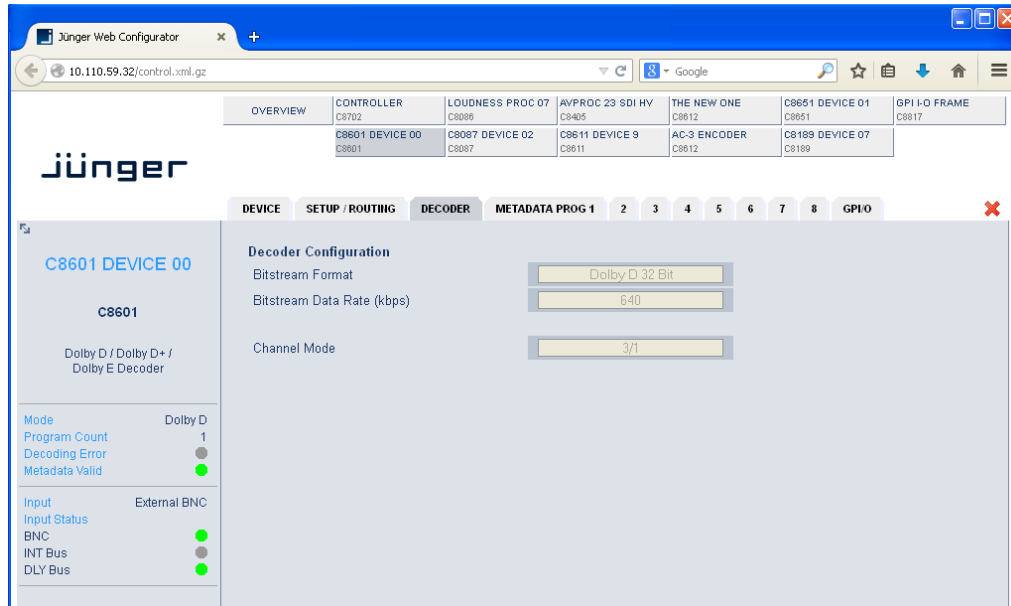 Jünger Web Configurator
10.110.59.32/control.xml.gz
Google
OVERVIEW
CONTROLLER
C8702
LOUDNESS PROC 07
C8086
AVPROC 23 SDI HV
C8405
THE NEW ONE
C8612
C8651 DEVICE 01
C8651
GPI I-O FRAME
C8817
C8601 DEVICE 00
C8601
C8087 DEVICE 02
C8087
C8611 DEVICE 9
C8611
AC-3 ENCODER
C8612
C8189 DEVICE 07
C8189
jünger
DEVICE SETUP / ROUTING DECODER METADATA PROG 1 2 3 4 5 6 7 8 GPI/O
C8601 DEVICE 00
C8601
Dolby D / Dolby D+ /
Dolby E Decoder
Mode Dolby D
Program Count 1
Decoding Error
Metadata Valid
Input External BNC
Input Status
BNC
INT Bus
DLY Bus
Decoder Configuration
Bitstream Format Dolby D 32 Bit
Bitstream Data Rate (kbps) 640
Channel Mode 3/1